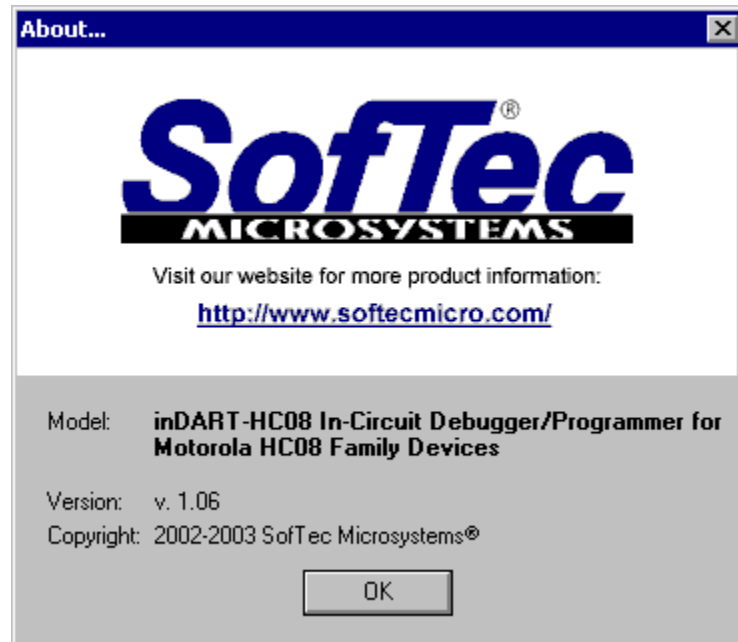 About...
SofTec®
MICROSYSTEMS
Visit our website for more product information:
http://www.softecmicro.com/
Model: inDART-HC08 In-Circuit Debugger/Programmer for
Motorola HC08 Family Devices
Version: v. 1.06
Copyright: 2002-2003 SofTec Microsystems®
OK